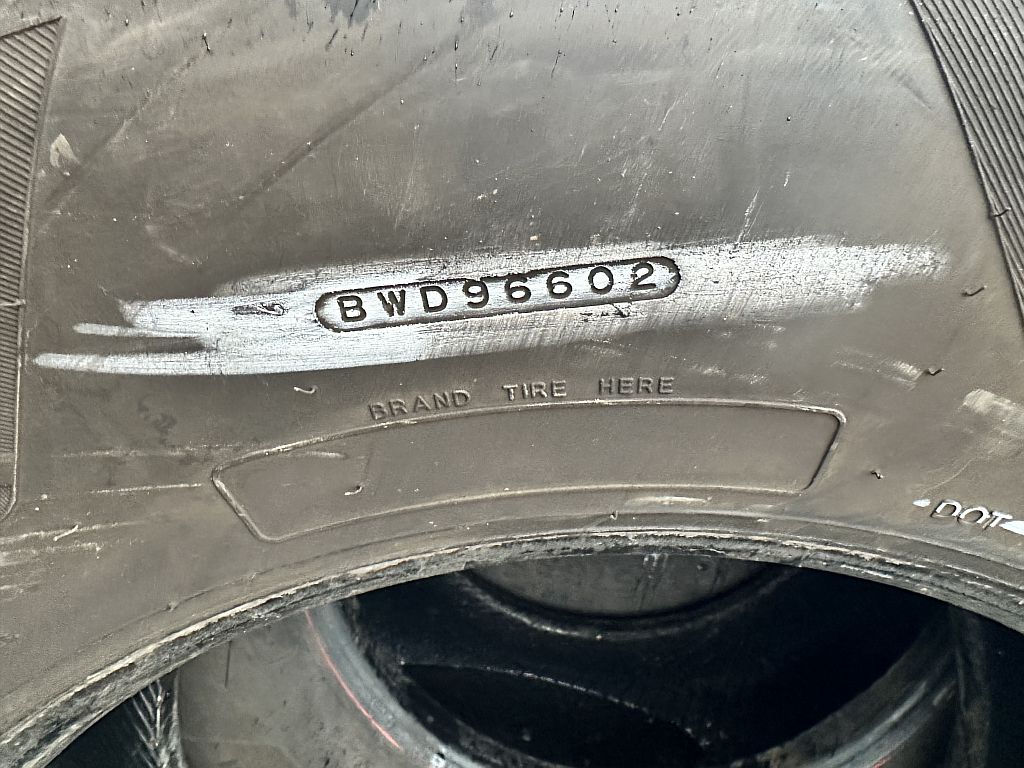 BWD96602
BRAND TIRE HERE
DOT